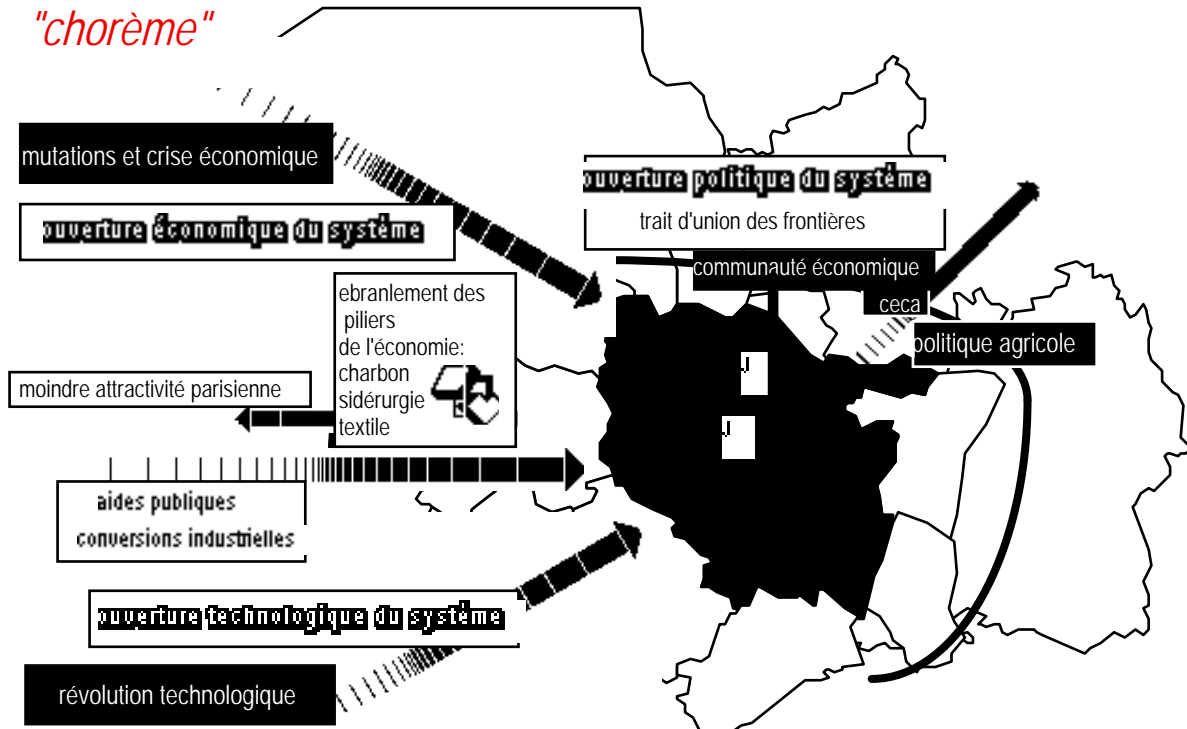 "chorème"
mutations et crise économique
ouverture économique du système
ouverture politique du système
trait d'union des frontières
communauté économique
ceca
politique agricole
ebranlement des
piliers
de l'économie:
charbon
sidérurgie
textile
moindre attractivité parisienne
aides publiques
conversions industrielles
ouverture technologique du système
révolution technologique